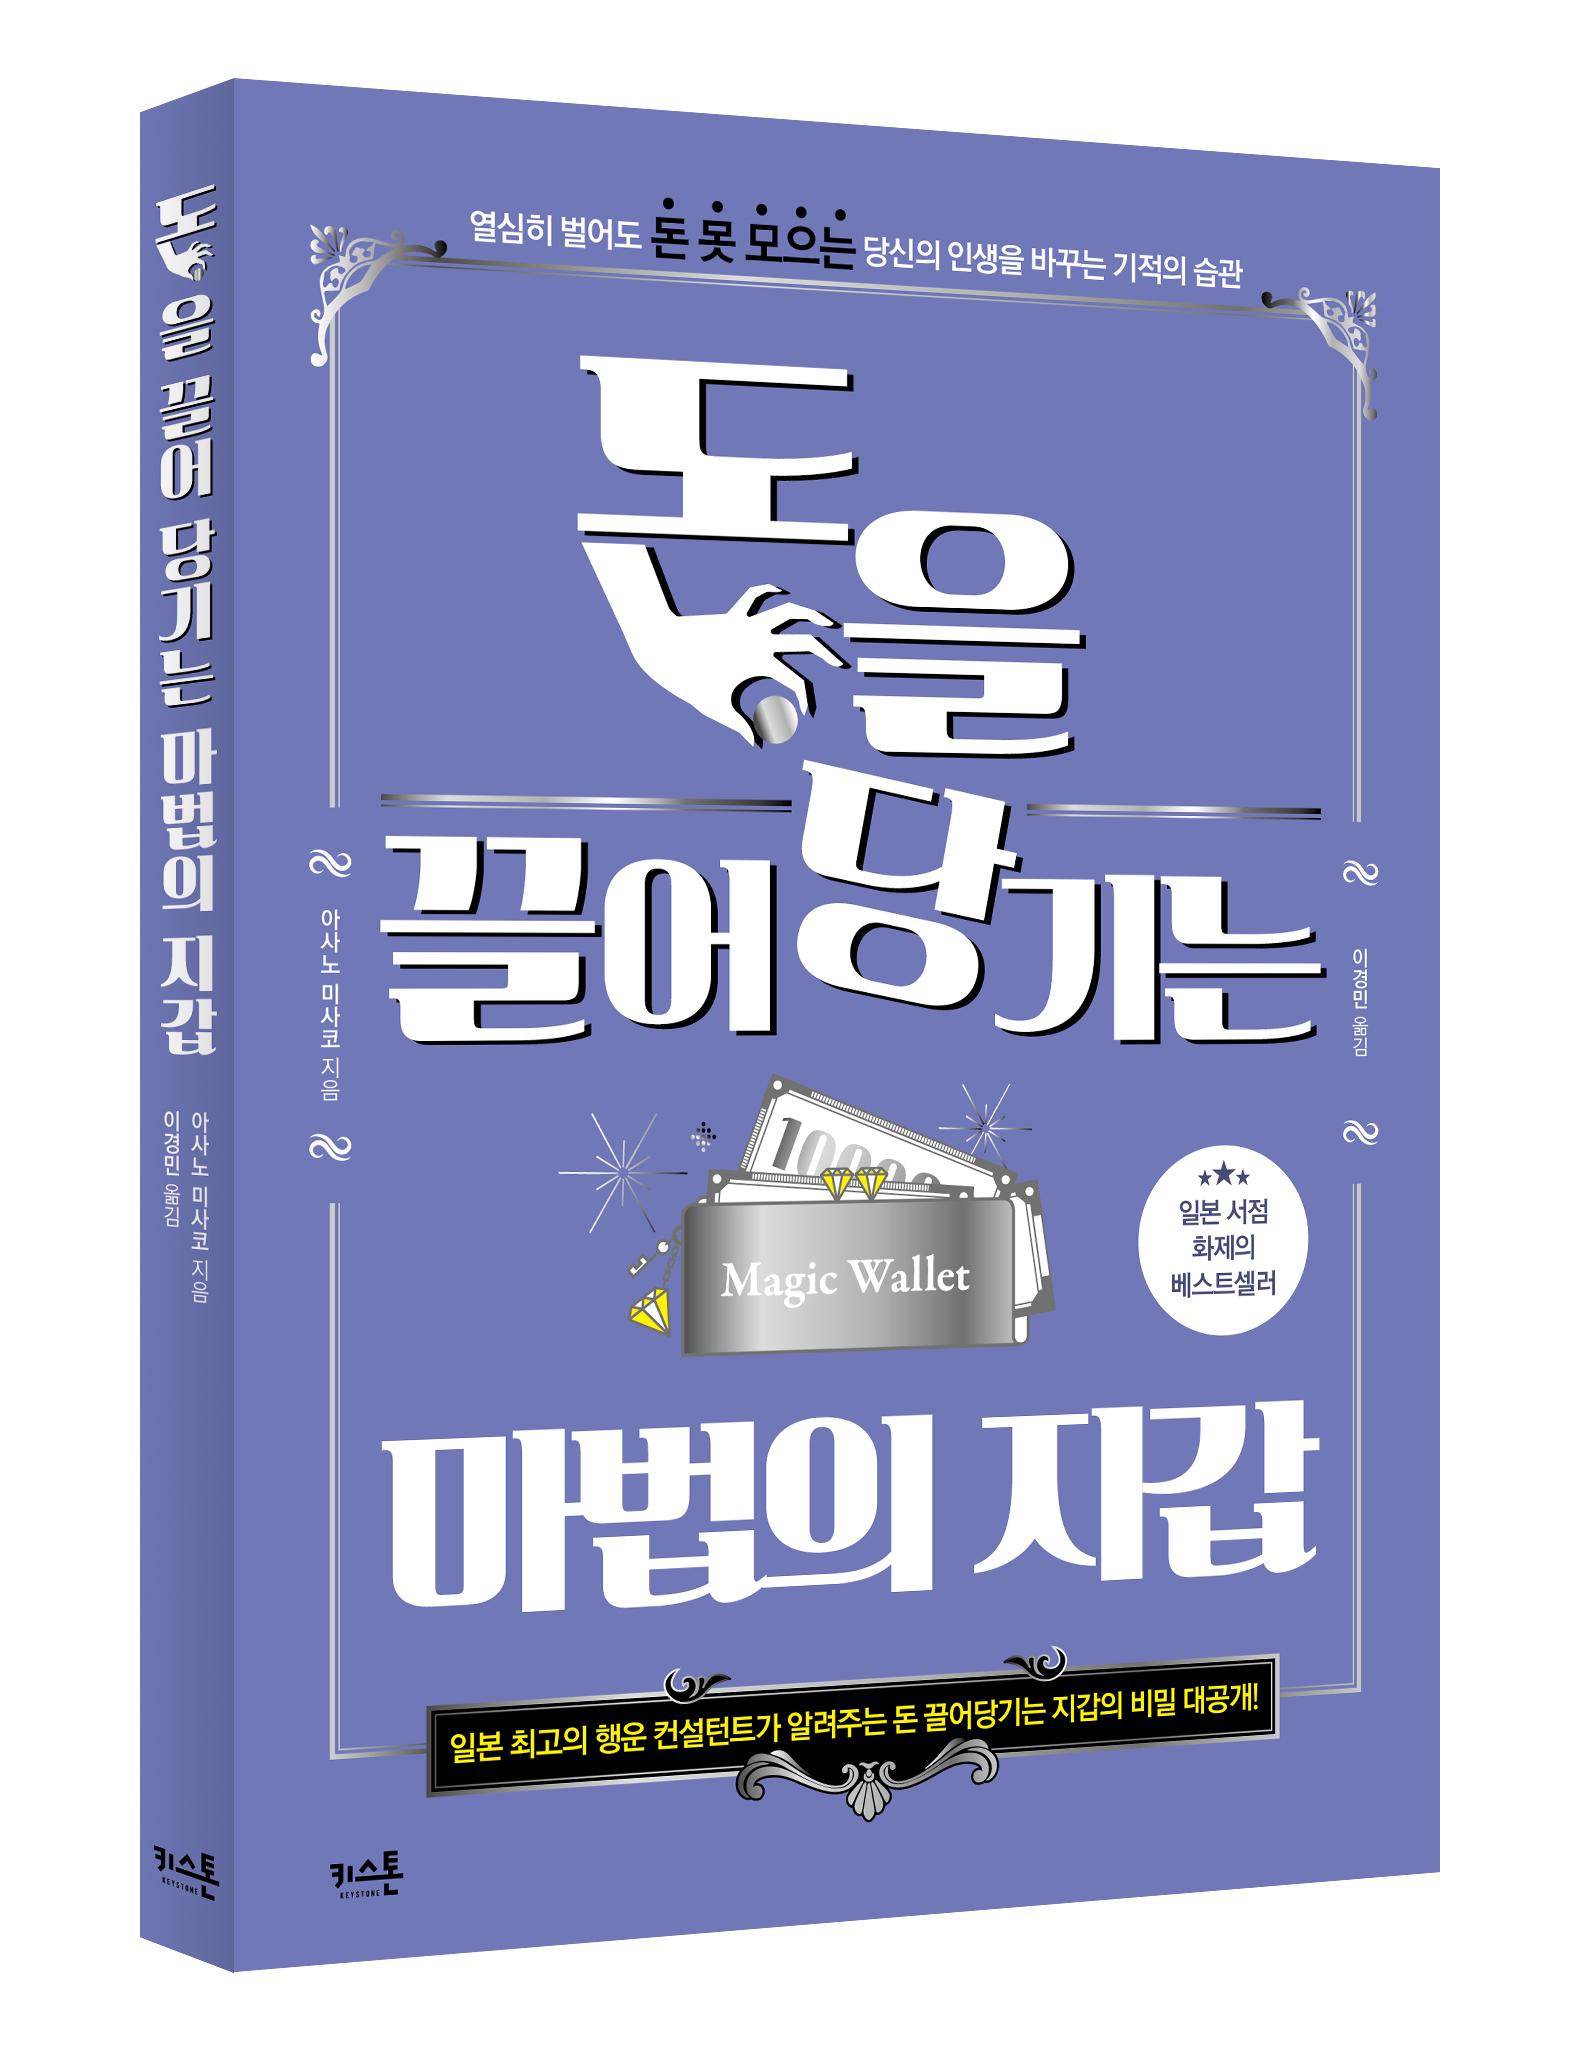 돈을 끌어 당기는 마법의 지갑
아사노 미사코 지음
이경민 옮김
키스톤
KEYSTONE
열심히 벌어도 돈 못 모으는 당신의 인생을 바꾸는 기적의 습관
돈을
끌어당기는
아사노 미사코 지음
이경민 옮김
10000
Magic Wallet
일본 서점
화제의
베스트셀러
마법의 지갑
일본 최고의 행운 컨설턴트가 알려주는 돈 끌어당기는 지갑의 비밀 대공개!
키스톤
KEYSTONE